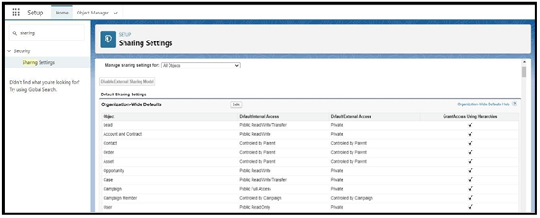 Setup
Home
Object Manager
sharing
Security
Sharing Settings
Didn't find what you're looking for?
Try using Global Search.
SETUP
Sharing Settings
Manage sharing settings for:
Disable External Sharing Model
Default Sharing Settings
Organization-Wide Defaults
Edit
Organization-Wide Defaults Help
Object Default Internal Access Default External Access Grant Access Using Hierarchies
Lead Public Read/Write/Transfer Private
Account and Contract Public Read/Write Private
Contact Controlled by Parent Controlled by Parent
Order Controlled by Parent Controlled by Parent
Asset Controlled by Parent Controlled by Parent
Opportunity Public Read/Write Private
Case Public Read/Write/Transfer Private
Campaign Public Full Access Private
Campaign Member Controlled by Campaign Controlled by Campaign
User Public Read Only Private